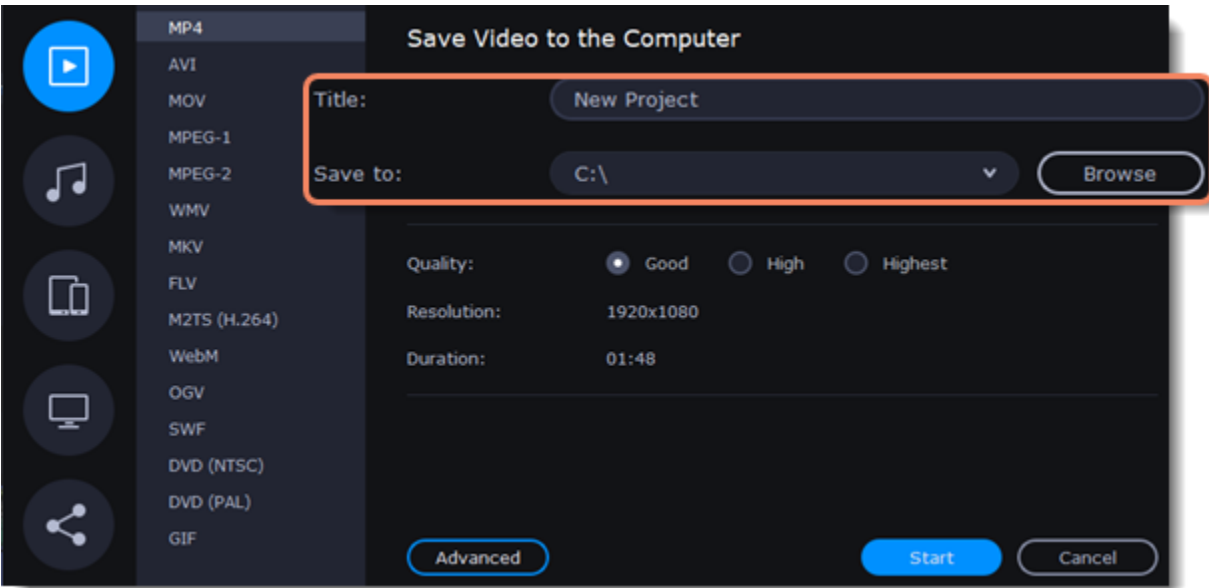 MP4
AVI
MOV
MPEG-1
MPEG-2
WMV
MKV
FLV
M2TS (H.264)
WebM
OGV
SWF
DVD (NTSC)
DVD (PAL)
GIF
Save Video to the Computer
Title: New Project
Save to: C:\ Browse
Quality: Good High Highest
Resolution: 1920x1080
Duration: 01:48
Advanced Start Cancel